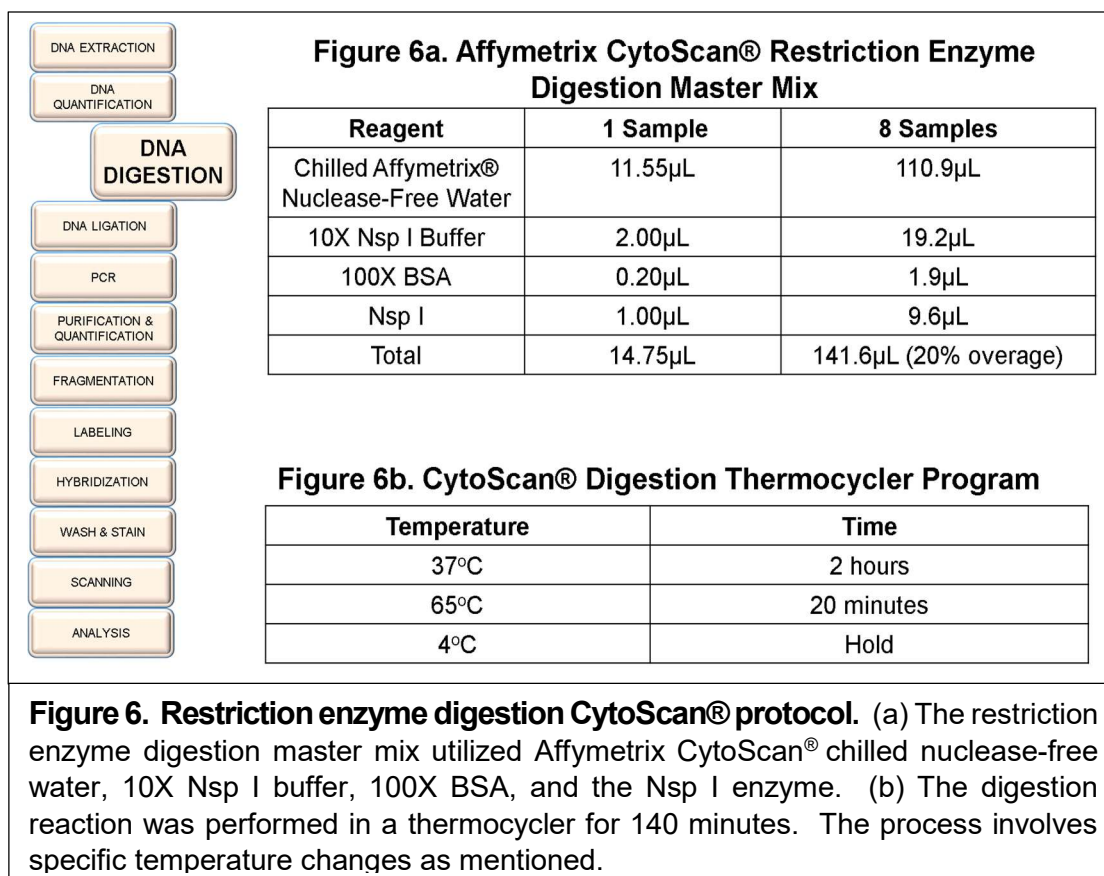 DNA EXTRACTION
DNA
QUANTIFICATION
DNA
DIGESTION
DNA LIGATION
PCR
PURIFICATION &
QUANTIFICATION
FRAGMENTATION
LABELING
HYBRIDIZATION
WASH & STAIN
SCANNING
ANALYSIS
Figure 6a. Affymetrix CytoScan® Restriction Enzyme
Digestion Master Mix
Reagent 1 Sample 8 Samples
Chilled Affymetrix®
Nuclease-Free Water 11.55µL 110.9µL
10X Nsp I Buffer 2.00µL 19.2µL
100X BSA 0.20µL 1.9µL
Nsp I 1.00µL 9.6µL
Total 14.75µL 141.6µL (20% overage)
Figure 6b. CytoScan® Digestion Thermocycler Program
Temperature Time
37°C 2 hours
65°C 20 minutes
4°C Hold
Figure 6. Restriction enzyme digestion CytoScan® protocol. (a) The restriction
enzyme digestion master mix utilized Affymetrix CytoScan® chilled nuclease-free
water, 10X Nsp I buffer, 100X BSA, and the Nsp I enzyme. (b) The digestion
reaction was performed in a thermocycler for 140 minutes. The process involves
specific temperature changes as mentioned.